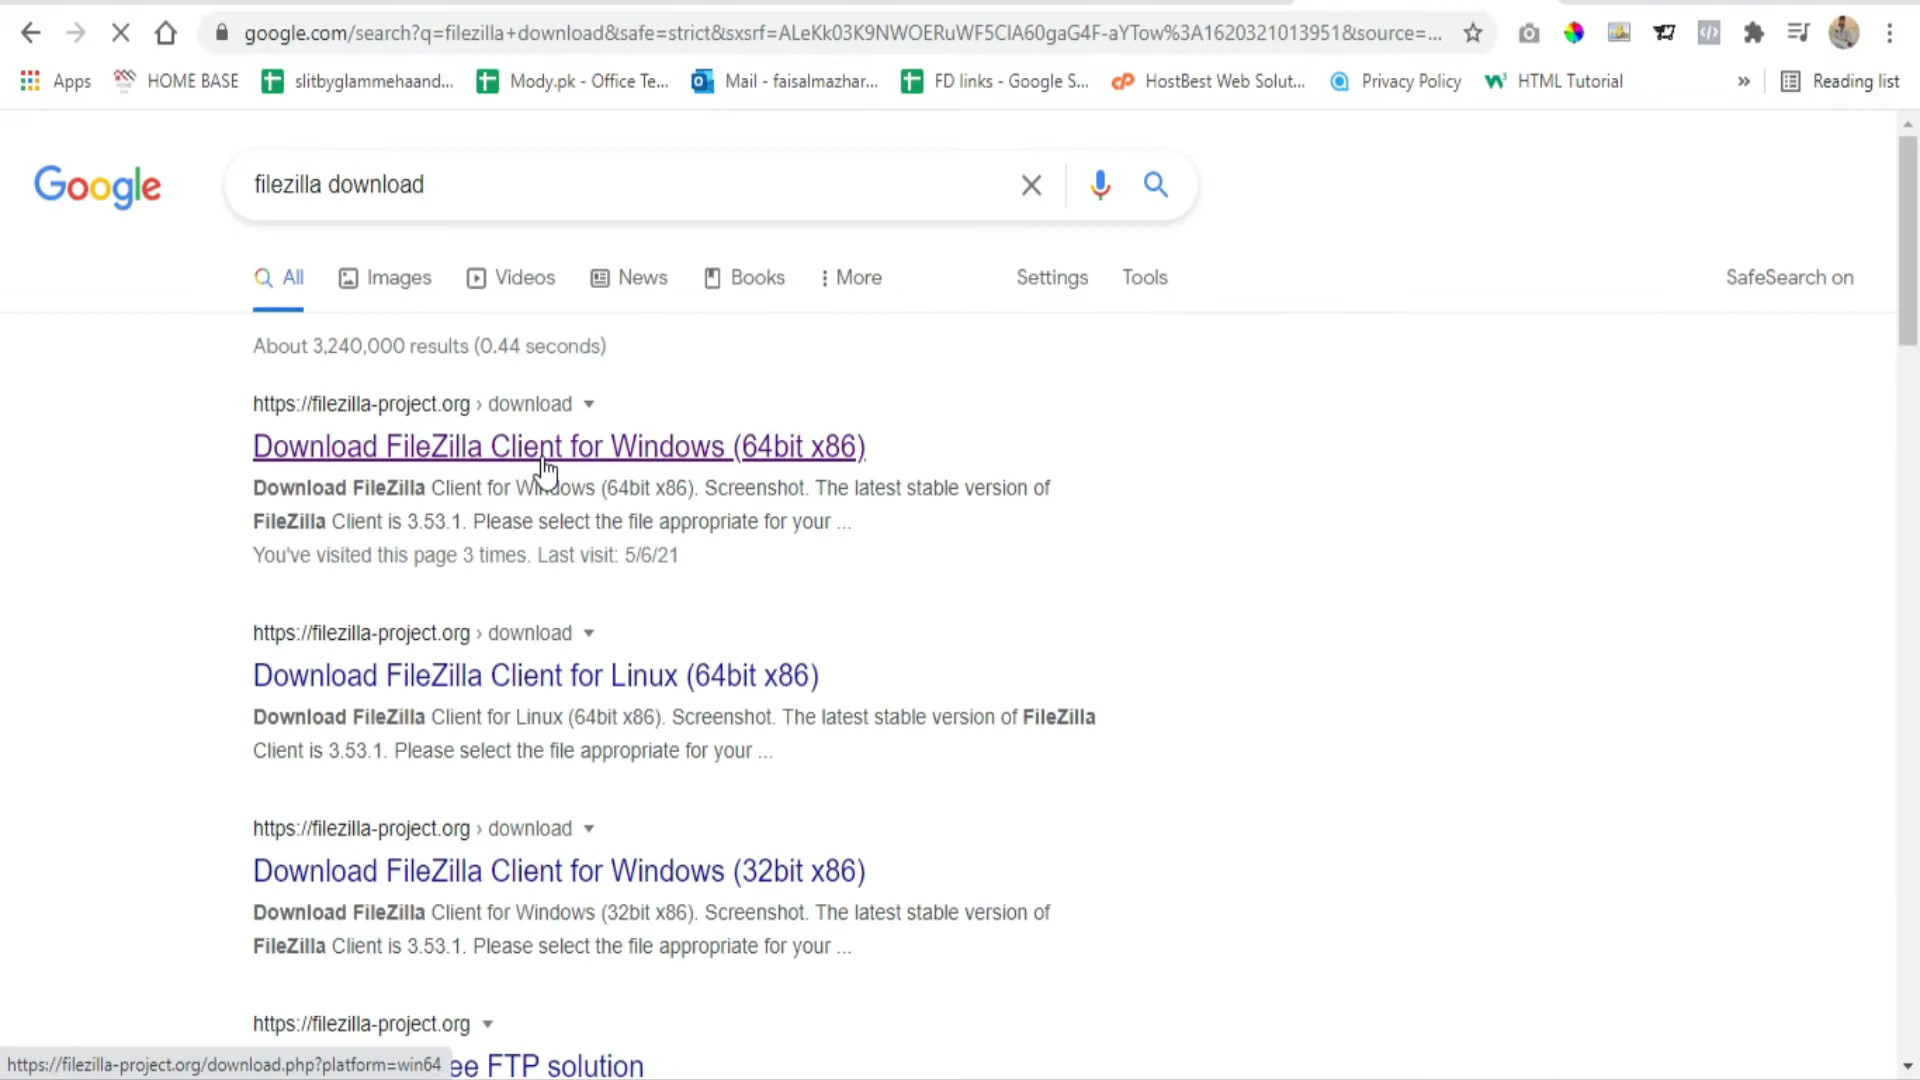 google.com/search?q=filezilla+download&safe=strict&sxsrf=ALeKk03K9NWOERuWF5CIA60gaG4F-aYTow%3A1620321013951&source=...
Apps HOME BASE slitbyglammehaand... Mody.pk - Office Te... Mail - faisalmazhar... FD links - Google S... HostBest Web Solut... Privacy Policy HTML Tutorial » Reading list
Google filezilla download
All Images Videos News Books More Settings Tools SafeSearch on
About 3,240,000 results (0.44 seconds)
https://filezilla-project.org › download
Download FileZilla Client for Windows (64bit x86)
Download FileZilla Client for Windows (64bit x86). Screenshot. The latest stable version of
FileZilla Client is 3.53.1. Please select the file appropriate for your ...
You've visited this page 3 times. Last visit: 5/6/21
https://filezilla-project.org › download
Download FileZilla Client for Linux (64bit x86)
Download FileZilla Client for Linux (64bit x86). Screenshot. The latest stable version of FileZilla
Client is 3.53.1. Please select the file appropriate for your ...
https://filezilla-project.org › download
Download FileZilla Client for Windows (32bit x86)
Download FileZilla Client for Windows (32bit x86). Screenshot. The latest stable version of
FileZilla Client is 3.53.1. Please select the file appropriate for your ...
https://filezilla-project.org
https://filezilla-project.org/download.php?platform=win64 ee FTP solution